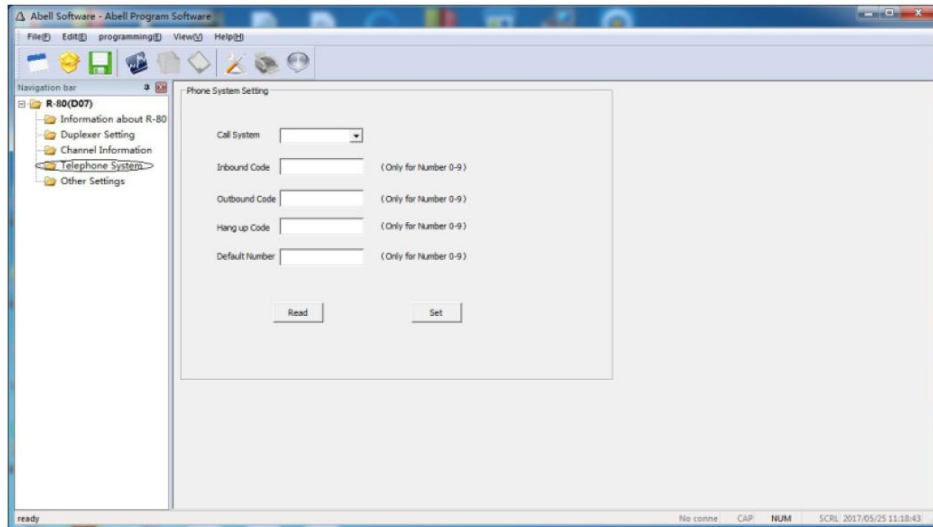 Abell Software - Abell Program Software
File(F) Edit(E) programming(E) View(V) Help(H)
Navigation bar
R-80(D07)
Information about R-80
Duplexer Setting
Channel Information
Telephone System
Other Settings
Phone System Setting
Call System
Inbound Code (Only for Number 0-9)
Outbound Code (Only for Number 0-9)
Hang up Code (Only for Number 0-9)
Default Number (Only for Number 0-9)
Read Set
ready No conne CAP NUM SCRL 2017/05/25 11:18:43